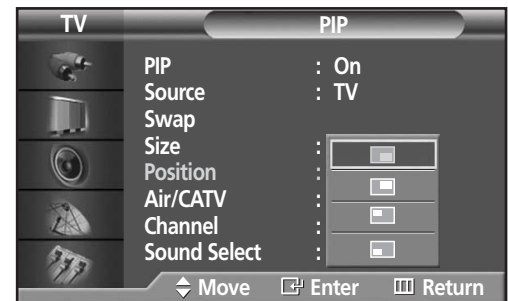 TV PIP
PIP : On
Source : TV
Swap
Size :
Position :
Air/CATV :
Channel :
Sound Select :
Move Enter Return